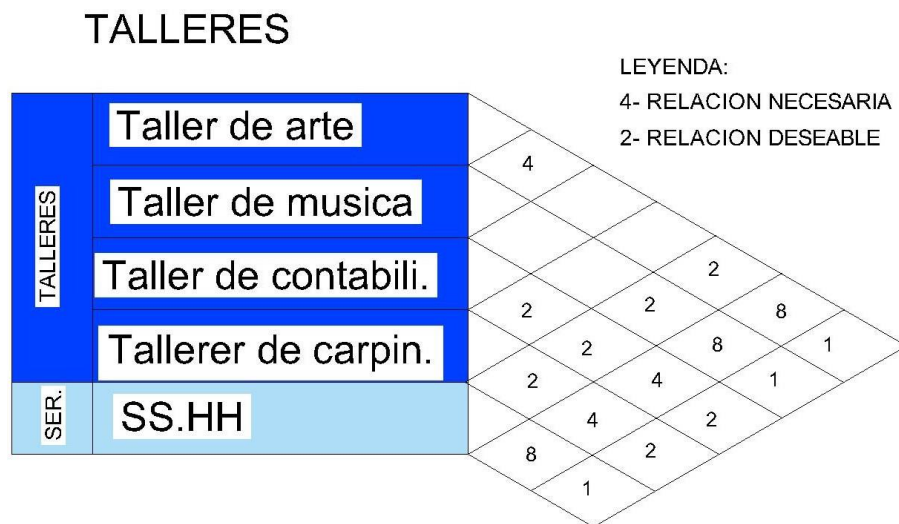 TALLERES
LEYENDA:
4- RELACION NECESARIA
2- RELACION DESEABLE
TALLERES
Taller de arte
Taller de musica
Taller de contabili.
Tallerer de carpin.
SER.
SS.HH
4
2
2 2 8
2 8 1
2 4 1
4 2
8 2
1